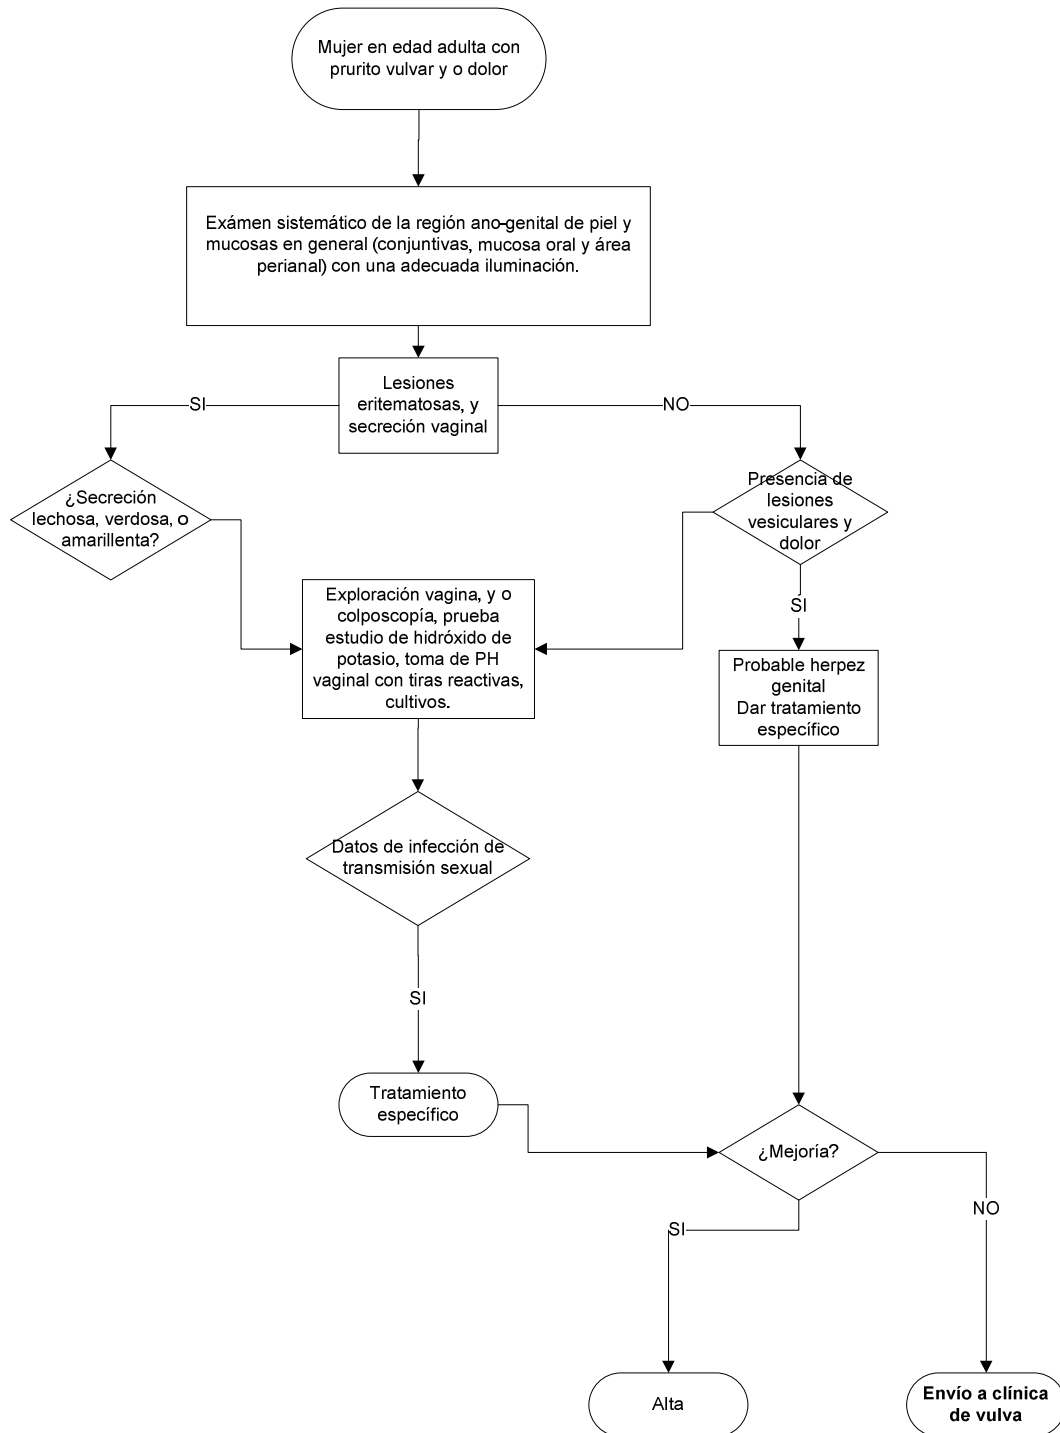 Mujer en edad adulta con
prurito vulvar y o dolor
Exámen sistemático de la región ano-genital de piel y
mucosas en general (conjuntivas, mucosa oral y área
perianal) con una adecuada iluminación.
Lesiones
eritematosas, y
secreción vaginal
SI
NO
¿Secreción
lechosa, verdosa, o
amarillenta?
Presencia de
lesiones
vesiculares y
dolor
Exploración vagina, y o
colposcopía, prueba
estudio de hidróxido de
potasio, toma de PH
vaginal con tiras reactivas,
cultivos.
SI
Probable herpez
genital
Dar tratamiento
específico
Datos de infección de
transmisión sexual
SI
Tratamiento
específico
¿Mejoría?
SI
NO
Alta
Envío a clínica
de vulva